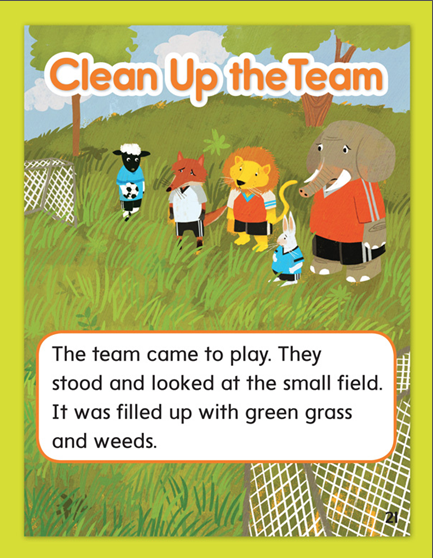 Clean Up the Team
The team came to play. They
stood and looked at the small field.
It was filled up with green grass
and weeds.
21